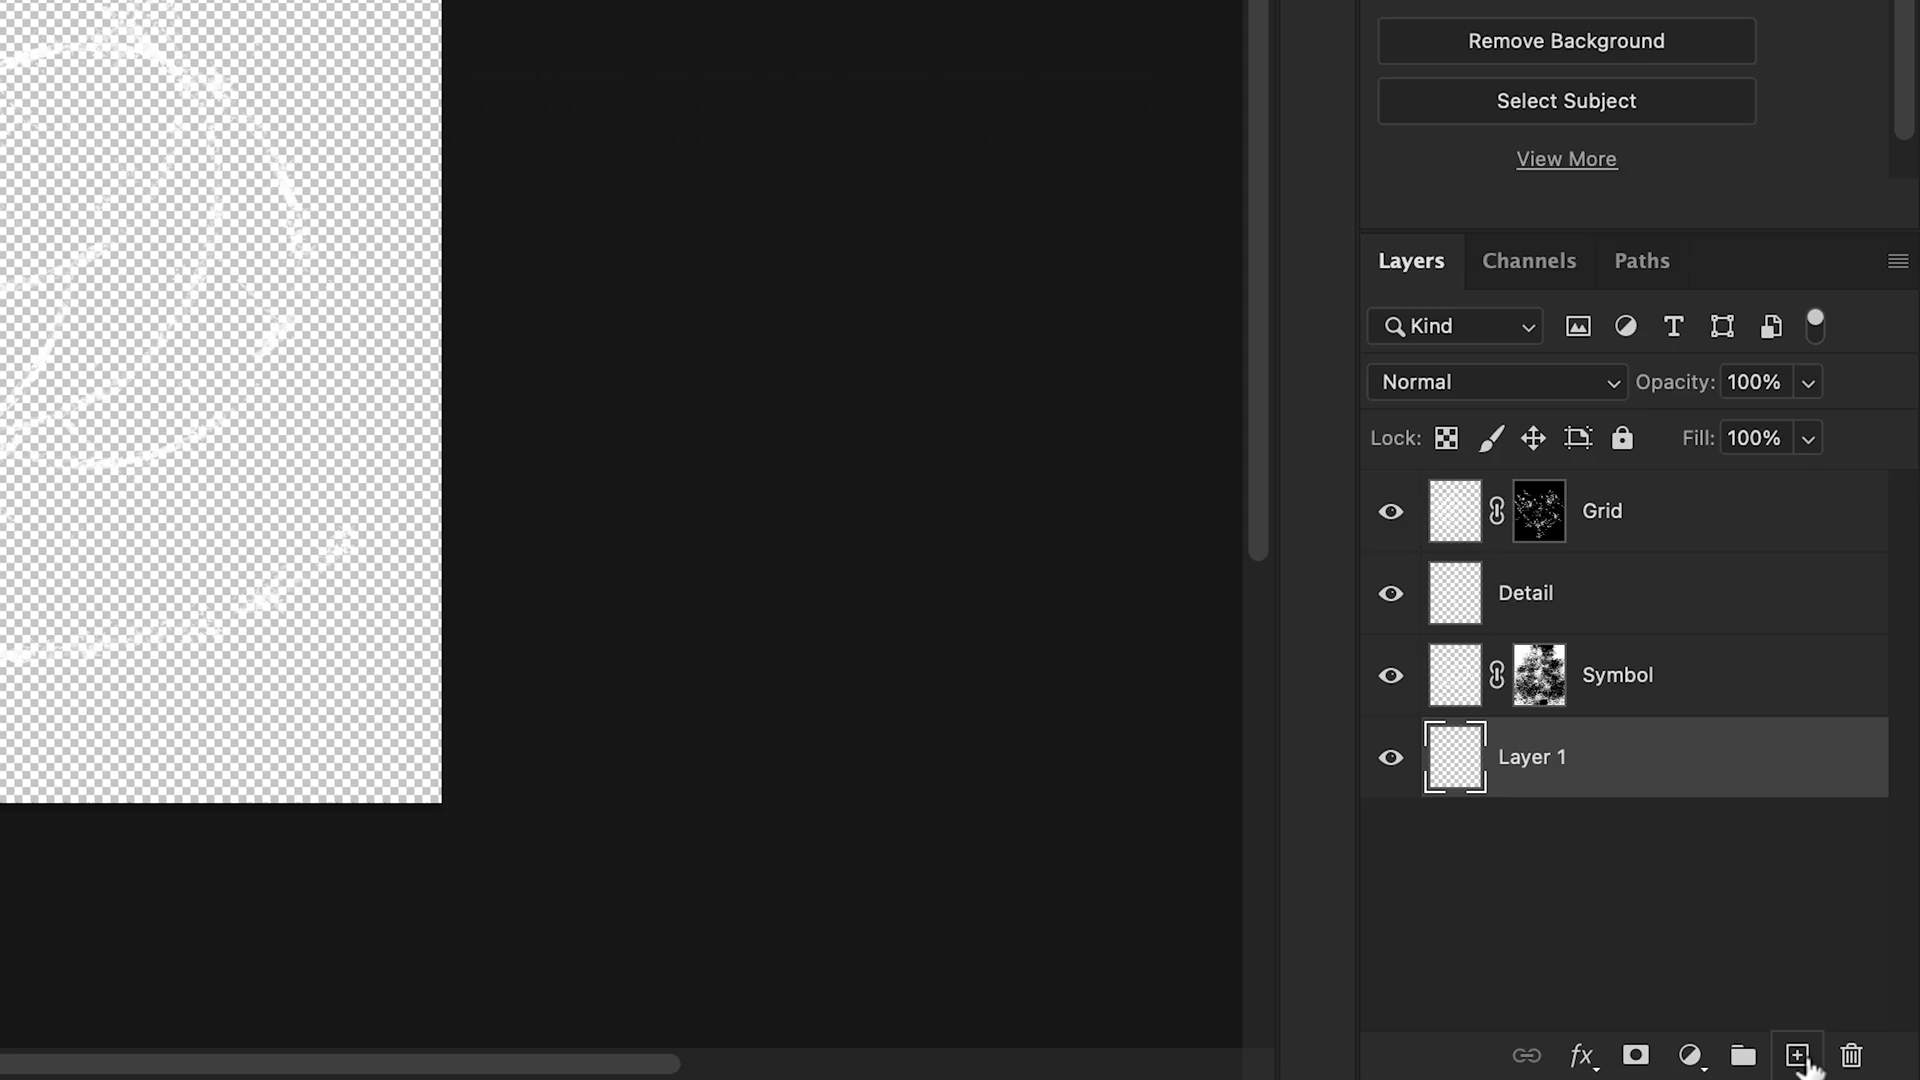 Remove Background
Select Subject
View More
Layers Channels Paths
Kind
Normal Opacity: 100%
Lock: Fill: 100%
Grid
Detail
Symbol
Layer 1
fx